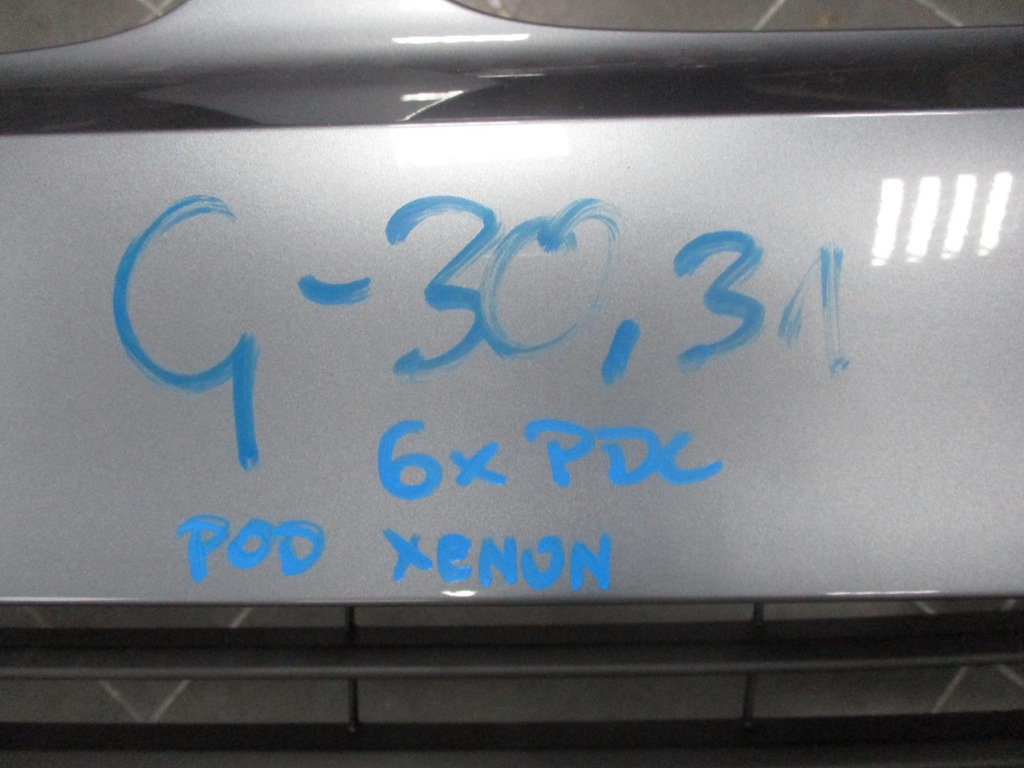 G-30,31
6x PDC
POD XENON